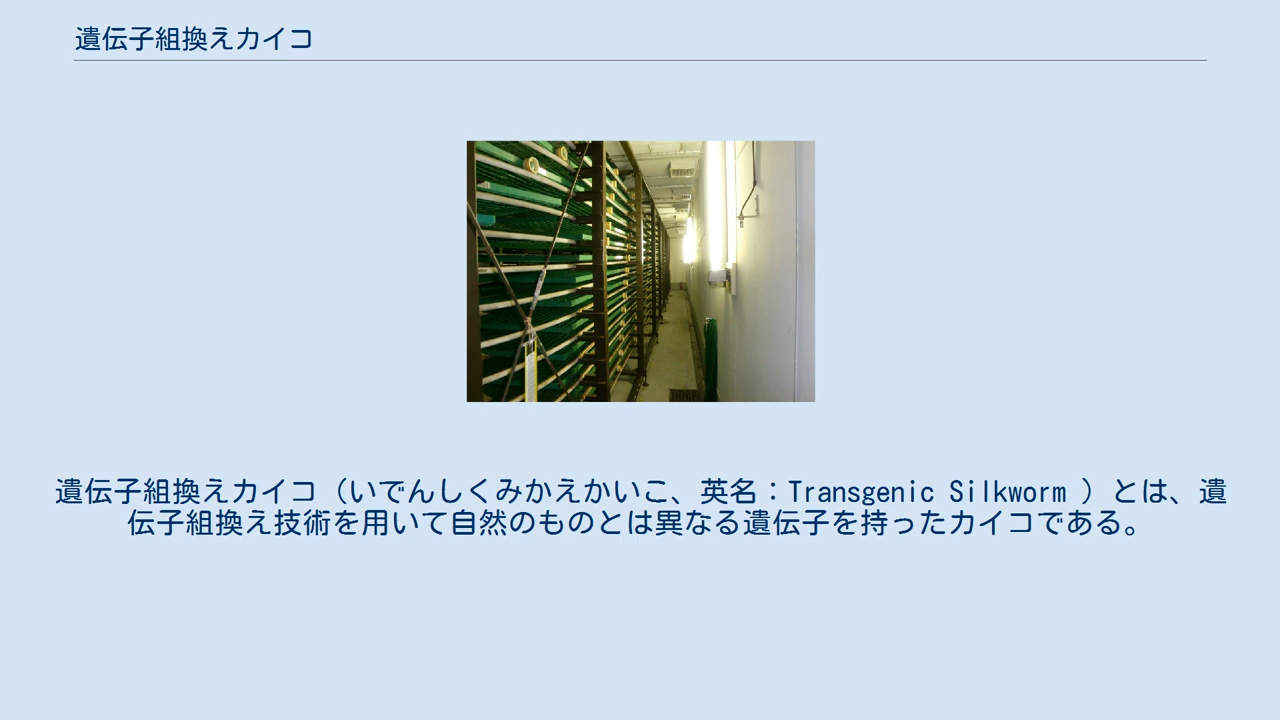 遺伝子組換えカイコ
遺伝子組換えカイコ（いでんしくみかえかいこ、英名：Transgenic Silkworm ）とは、遺
伝子組換え技術を用いて自然のものとは異なる遺伝子を持ったカイコである。